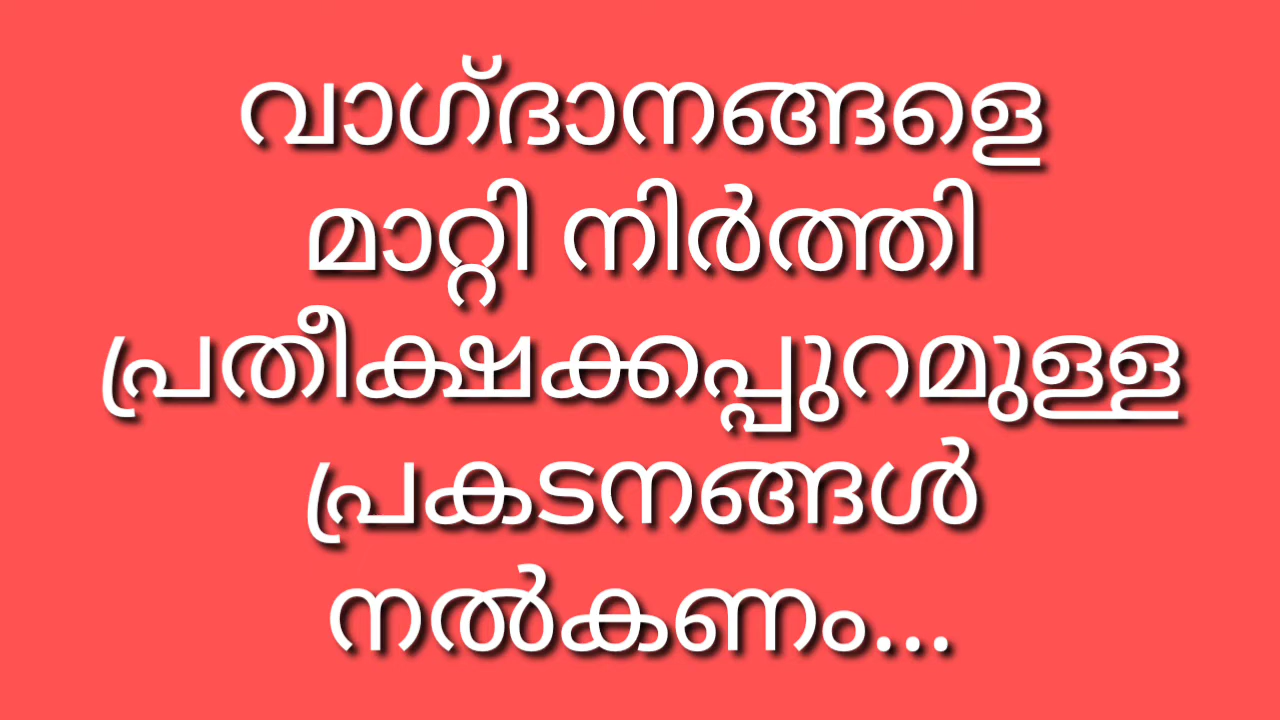 വാഗ്ദാനങ്ങളെ
മാറ്റി നിർത്തി
പ്രതീക്ഷക്കപ്പുറമുള്ള
പ്രകടനങ്ങൾ
നൽകണം...